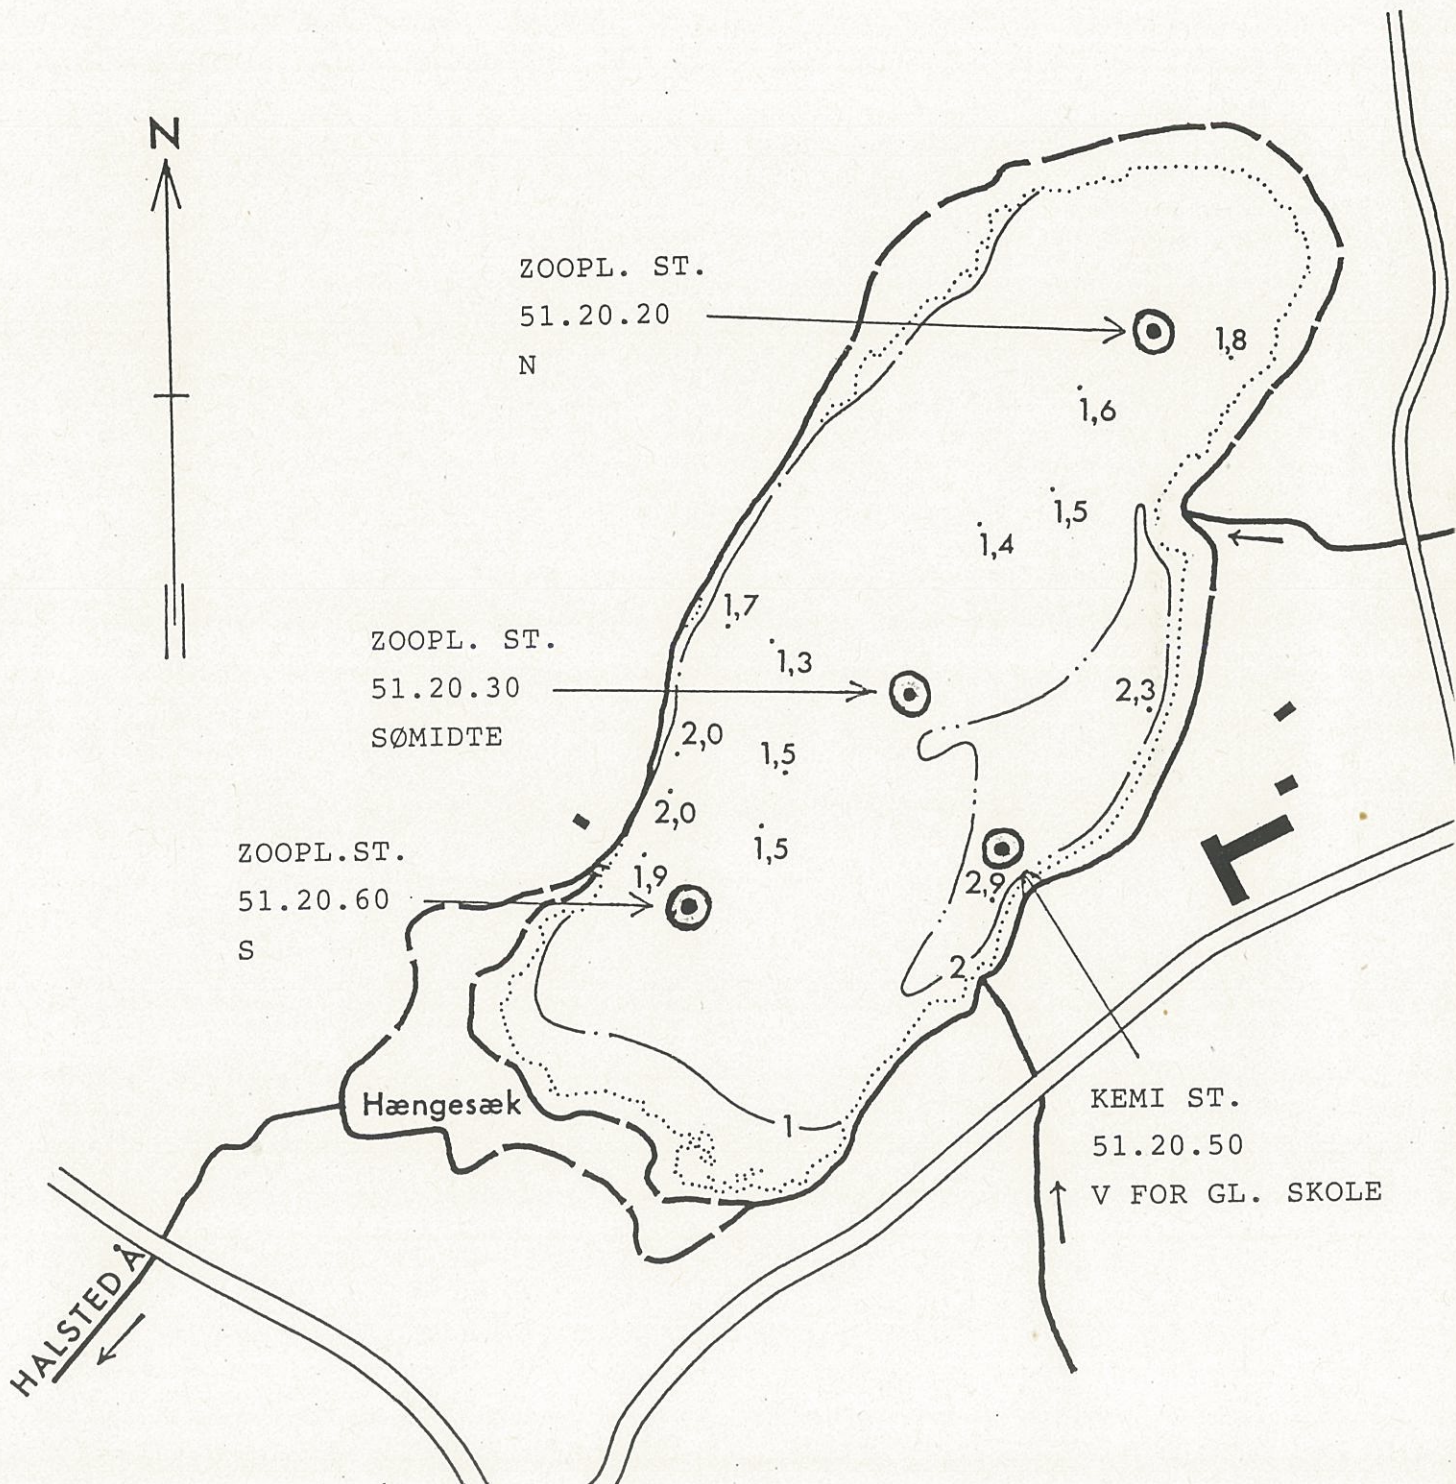 N
ZOOPL. ST.
51.20.20
N
1,8
1,6
1,5
1,4
1,7
1,3
ZOOPL. ST.
51.20.30
SØMIDTE
2,3
2,0
1,5
2,0
1,5
ZOOPL.ST.
51.20.60
S
1,9
2,9
2
Hængesæk
1
KEMI ST.
51.20.50
V FOR GL. SKOLE
HALSTED Å